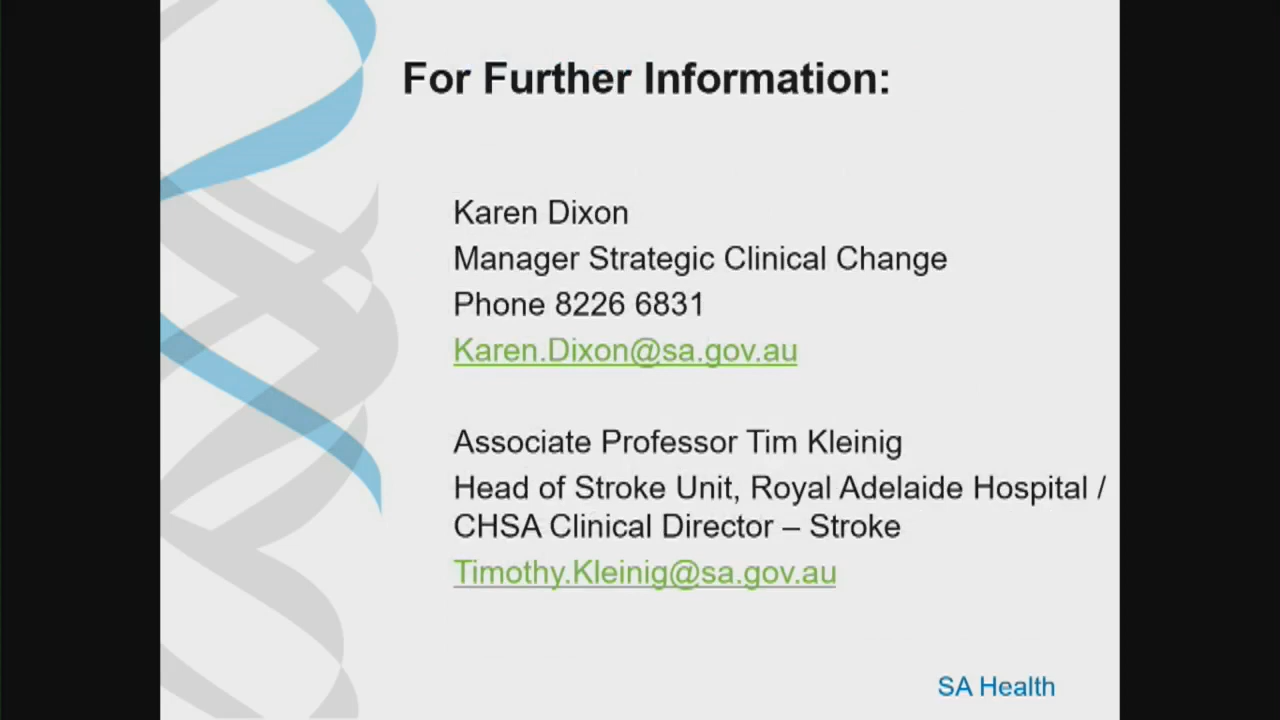 For Further Information:
Karen Dixon
Manager Strategic Clinical Change
Phone 8226 6831
Karen.Dixon@sa.gov.au
Associate Professor Tim Kleinig
Head of Stroke Unit, Royal Adelaide Hospital /
CHSA Clinical Director – Stroke
Timothy.Kleinig@sa.gov.au
SA Health